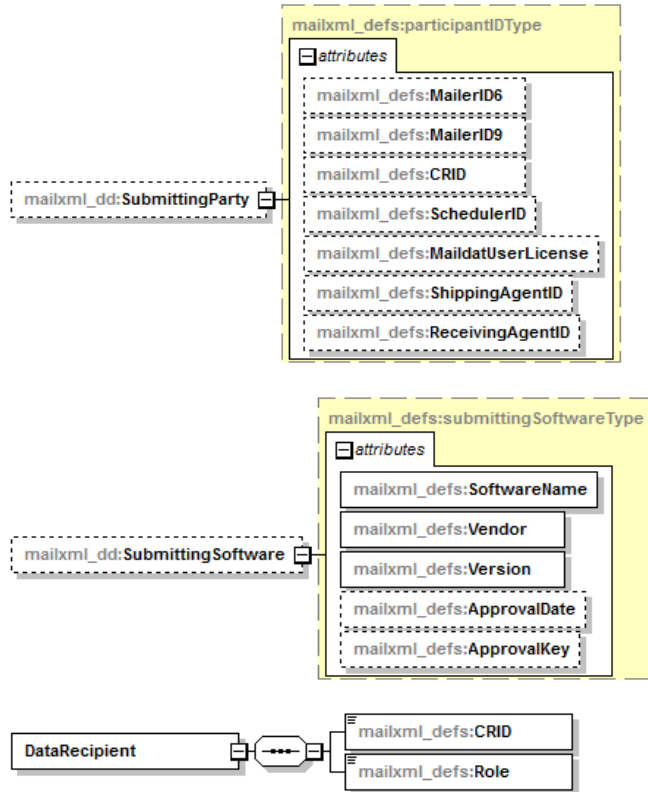 mailxml_defs:participantIDType
attributes
mailxml_defs:MailerID6
mailxml_defs:MailerID9
mailxml_defs:CRID
mailxml_dd:SubmittingParty
mailxml_defs:SchedulerID
mailxml_defs:MaildatUserLicense
mailxml_defs:ShippingAgentID
mailxml_defs:ReceivingAgentID
mailxml_defs:submittingSoftwareType
attributes
mailxml_defs:SoftwareName
mailxml_defs:Vendor
mailxml_dd:SubmittingSoftware
mailxml_defs:Version
mailxml_defs:ApprovalDate
mailxml_defs:ApprovalKey
DataRecipient
mailxml_defs:CRID
mailxml_defs:Role